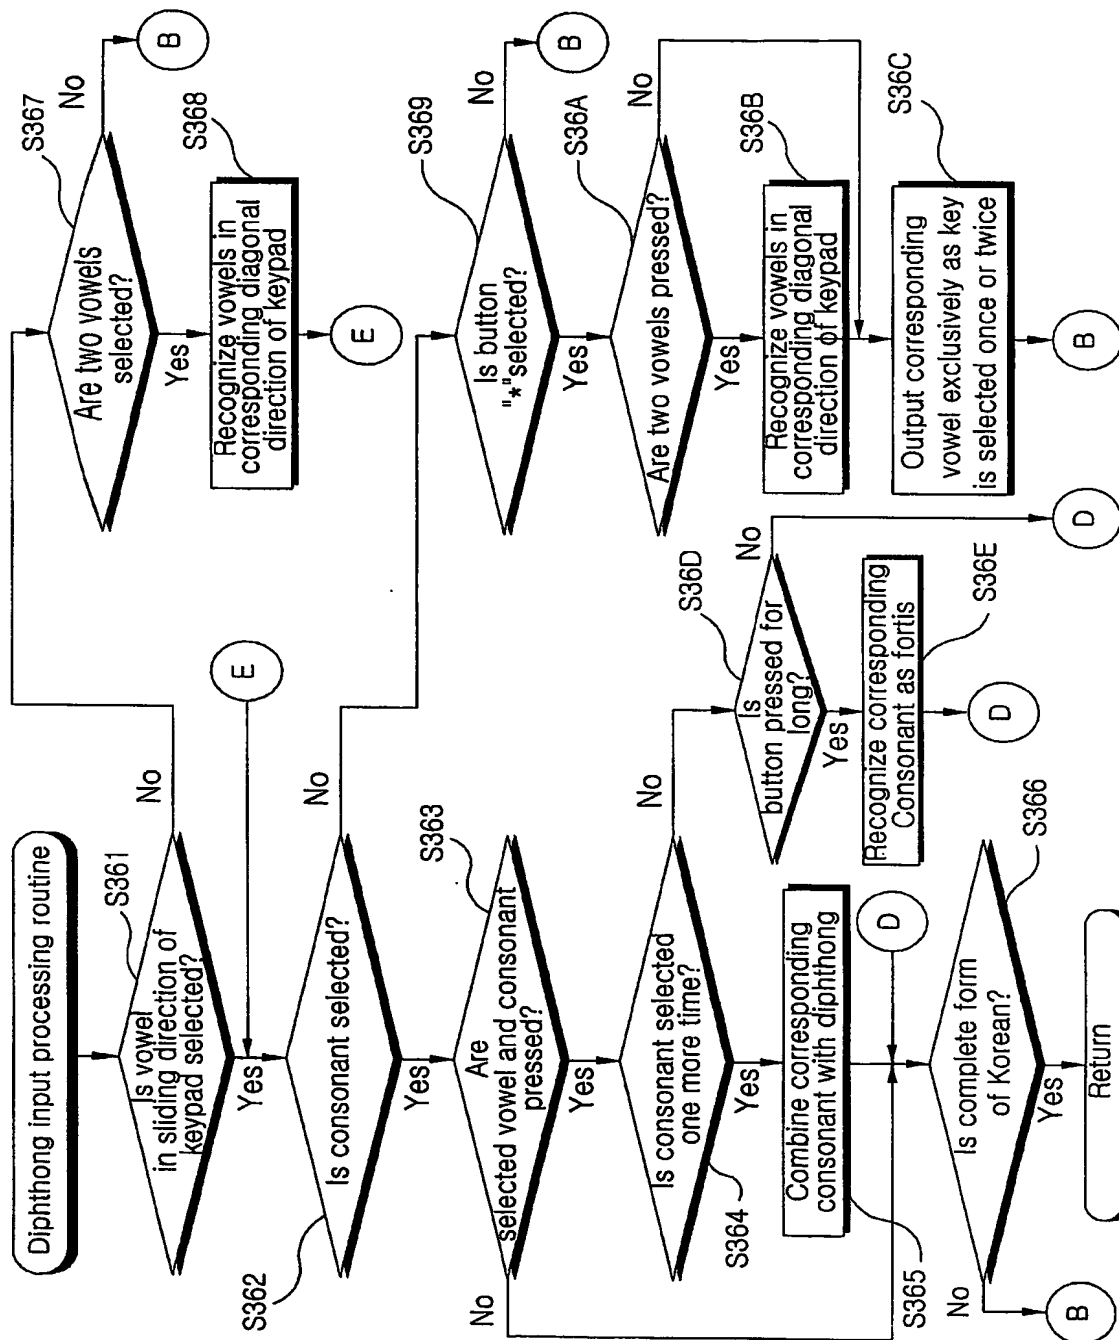 Diphthong input processing routine
S361
Is vowel
in sliding direction of
keypad selected?
No
Yes
E
S362
Is consonant selected?
No
Yes
S363
Are
selected vowel and consonant
pressed?
No
Yes
S364
Is consonant selected
one more time?
No
Yes
S365
Combine corresponding
consonant with diphthong
D
S366
Is complete form
of Korean?
No
B
Yes
Return
S36D
Is
button pressed for
long?
No
D
Yes
S36E
Recognize corresponding
Consonant as fortis
D
S367
Are two vowels
selected?
No
B
Yes
S368
Recognize vowels in
corresponding diagonal
direction of keypad
E
S369
Is button
"*"selected?
No
B
Yes
S36A
Are two vowels pressed?
No
Yes
S36B
Recognize vowels in
corresponding diagonal
direction of keypad
S36C
Output corresponding
vowel exclusively as key
is selected once or twice
B